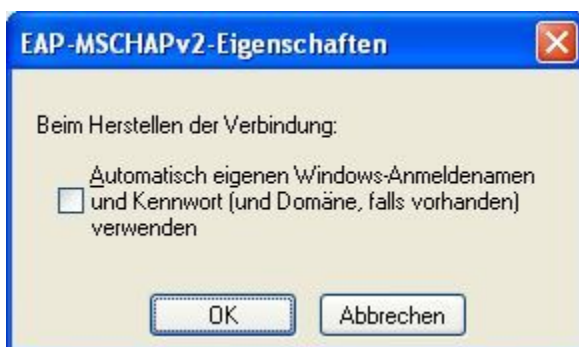 EAP-MSCHAPv2-Eigenschaften
Beim Herstellen der Verbindung:
Automatisch eigenen Windows-Anmeldenamen
und Kennwort (und Domäne, falls vorhanden)
verwenden
OK
Abbrechen